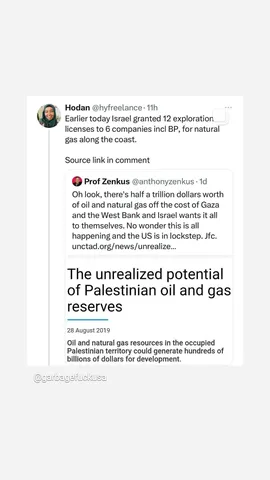 Hodan @hyfreelance · 11h
Earlier today Israel granted 12 exploration
licenses to 6 companies incl BP, for natural
gas along the coast.
Source link in comment
Prof Zenkus @anthonyzenkus · 1d
Oh look, there's half a trillion dollars worth
of oil and natural gas off the cost of Gaza
and the West Bank and Israel wants it all
to themselves. No wonder this is all
happening and the US is in lockstep. Jfc.
unctad.org/news/unrealize...
The unrealized potential
of Palestinian oil and gas
reserves
28 August 2019
Oil and natural gas resources in the occupied
Palestinian territory could generate hundreds of
billions of dollars for development.
@garbagefuckusa